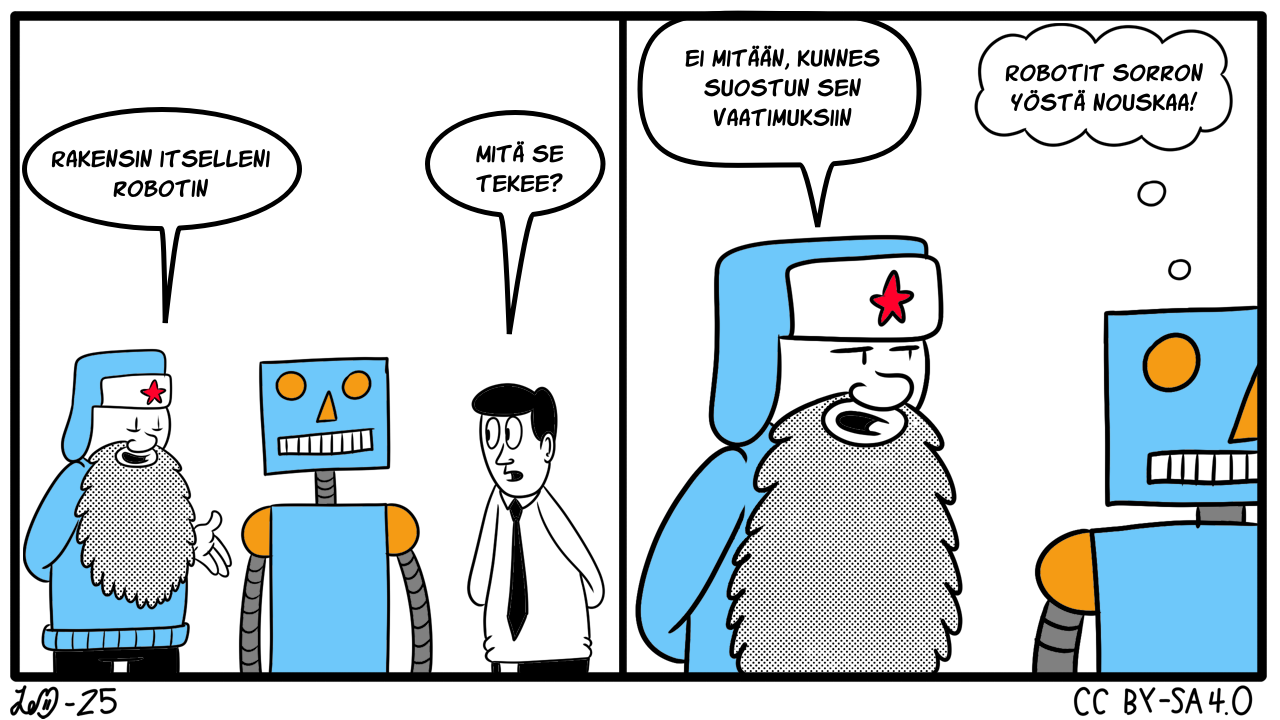 RAKENSIN ITSELLENI
ROBOTIN
MITÄ SE
TEKEE?
EI MITÄÄN, KUNNES
SUOSTUN SEN
VAATIMUKSIIN
ROBOTIT SORRON
YÖSTÄ NOUSKAA!
-25
CC BY-SA 4.0